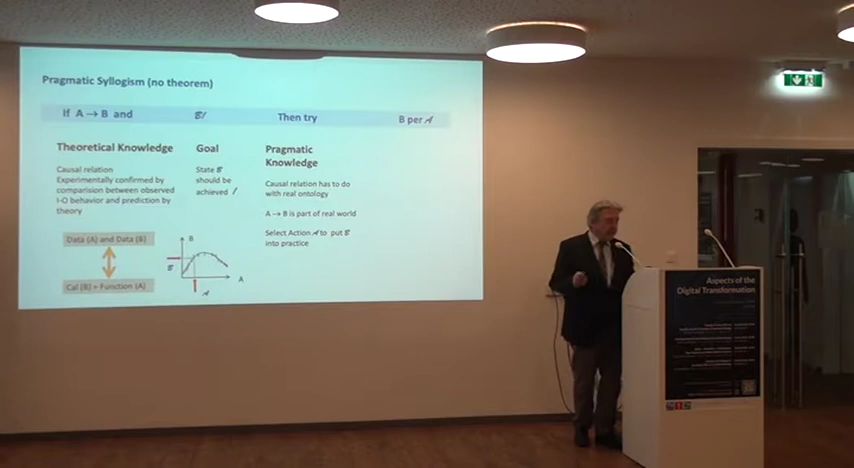 Pragmatic Syllogism (no theorem)
If A → B and ℬ! Then try B per 𝒜
Theoretical Knowledge
Causal relation
Experimentally confirmed by
comparision between observed
I-O behavior and prediction by
theory
Goal
State ℬ
should be
achieved !
Pragmatic
Knowledge
Causal relation has to do
with real ontology
A → B is part of real world
Select Action 𝒜 to put ℬ
into practice
Data (A) and Data (B)
Cal (B) = Function (A)
B
ℬ
A
𝒜
Aspects of the
Digital Transformation